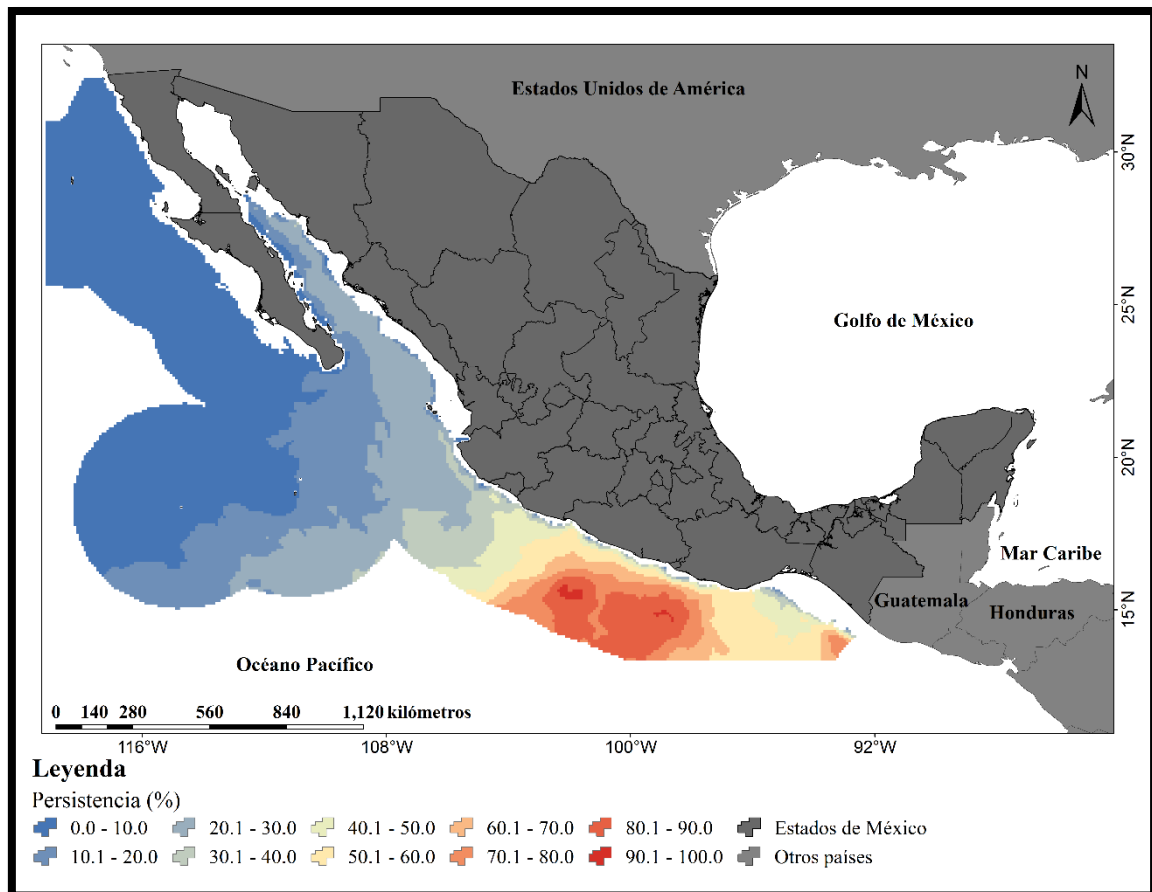 Estados Unidos de América
N
30°N
25°N
Golfo de México
20°N
Mar Caribe
Guatemala
Honduras
15°N
Océano Pacífico
0 140 280 560 840 1,120 kilómetros
116°W 108°W 100°W 92°W
Leyenda
Persistencia (%)
0.0 - 10.0 20.1 - 30.0 40.1 - 50.0 60.1 - 70.0 80.1 - 90.0 Estados de México
10.1 - 20.0 30.1 - 40.0 50.1 - 60.0 70.1 - 80.0 90.1 - 100.0 Otros países